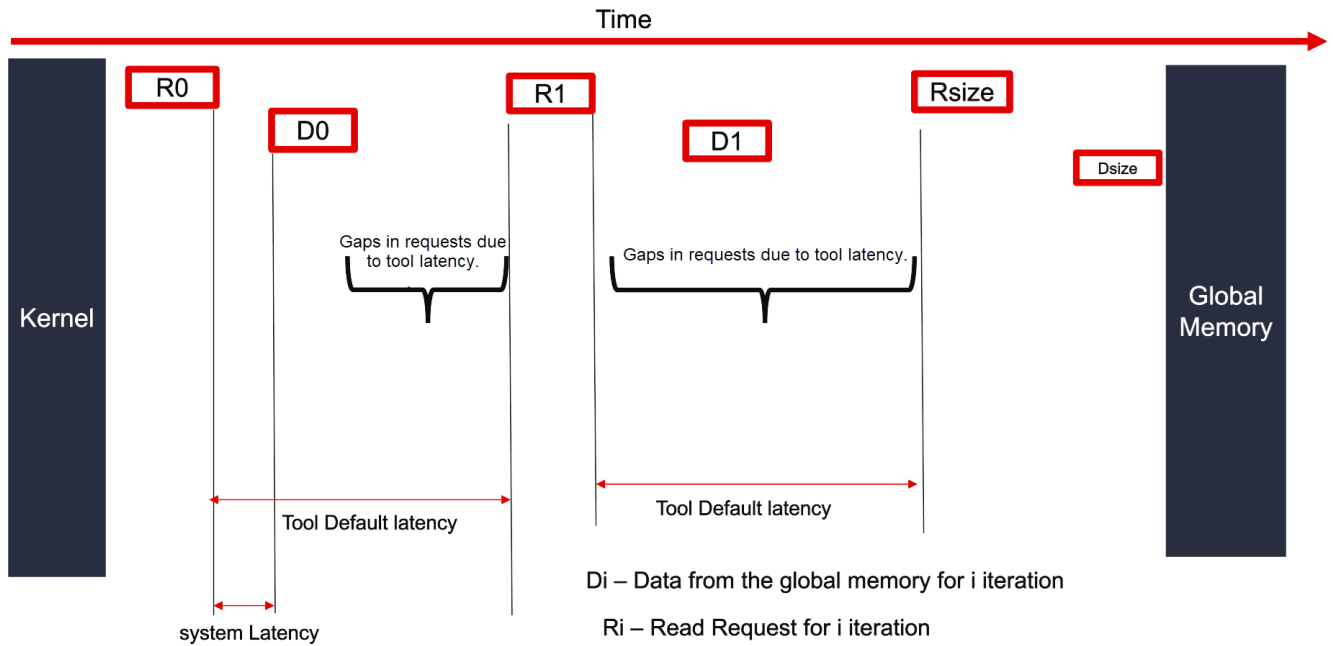 Time
R0
R1
Rsize
D0
D1
Dsize
Gaps in requests due
to tool latency.
Gaps in requests due to tool latency.
Kernel
Global
Memory
Tool Default latency
Tool Default latency
Di – Data from the global memory for i iteration
system Latency
Ri – Read Request for i iteration